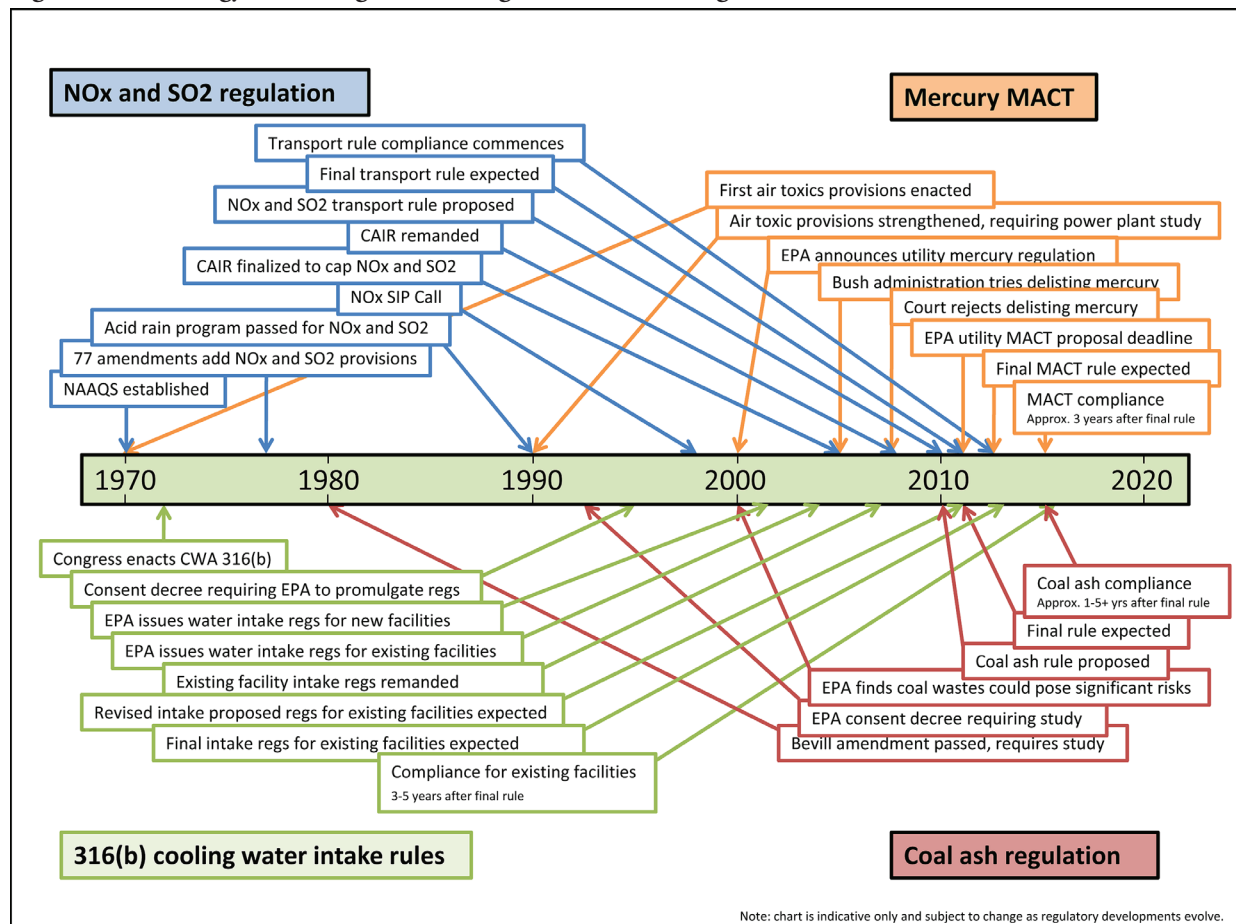 NOx and SO2 regulation
Mercury MACT
Transport rule compliance commences
Final transport rule expected
NOx and SO2 transport rule proposed
CAIR remanded
CAIR finalized to cap NOx and SO2
NOx SIP Call
Acid rain program passed for NOx and SO2
77 amendments add NOx and SO2 provisions
NAAQS established
First air toxics provisions enacted
Air toxic provisions strengthened, requiring power plant study
EPA announces utility mercury regulation
Bush administration tries delisting mercury
Court rejects delisting mercury
EPA utility MACT proposal deadline
Final MACT rule expected
MACT compliance
Approx. 3 years after final rule
1970 1980 1990 2000 2010 2020
Congress enacts CWA 316(b)
Consent decree requiring EPA to promulgate regs
EPA issues water intake regs for new facilities
EPA issues water intake regs for existing facilities
Existing facility intake regs remanded
Revised intake proposed regs for existing facilities expected
Final intake regs for existing facilities expected
Compliance for existing facilities
3-5 years after final rule
Coal ash compliance
Approx. 1-5+ yrs after final rule
Final rule expected
Coal ash rule proposed
EPA finds coal wastes could pose significant risks
EPA consent decree requiring study
Bevill amendment passed, requires study
316(b) cooling water intake rules
Coal ash regulation
Note: chart is indicative only and subject to change as regulatory developments evolve.